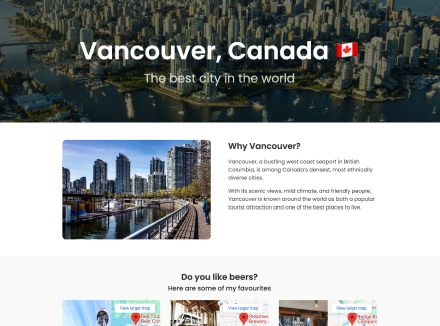 Vancouver, Canada 🇨🇦
The best city in the world
Why Vancouver?
Vancouver, a bustling west coast seaport in British
Columbia, is among Canada's densest, most ethnically
diverse cities.
With its scenic views, mild climate, and friendly people,
Vancouver is known around the world as both a popular
tourist attraction and one of the best places to live.
Do you like beers?
Here are some of my favourites
View larger map
View larger map
View larger map